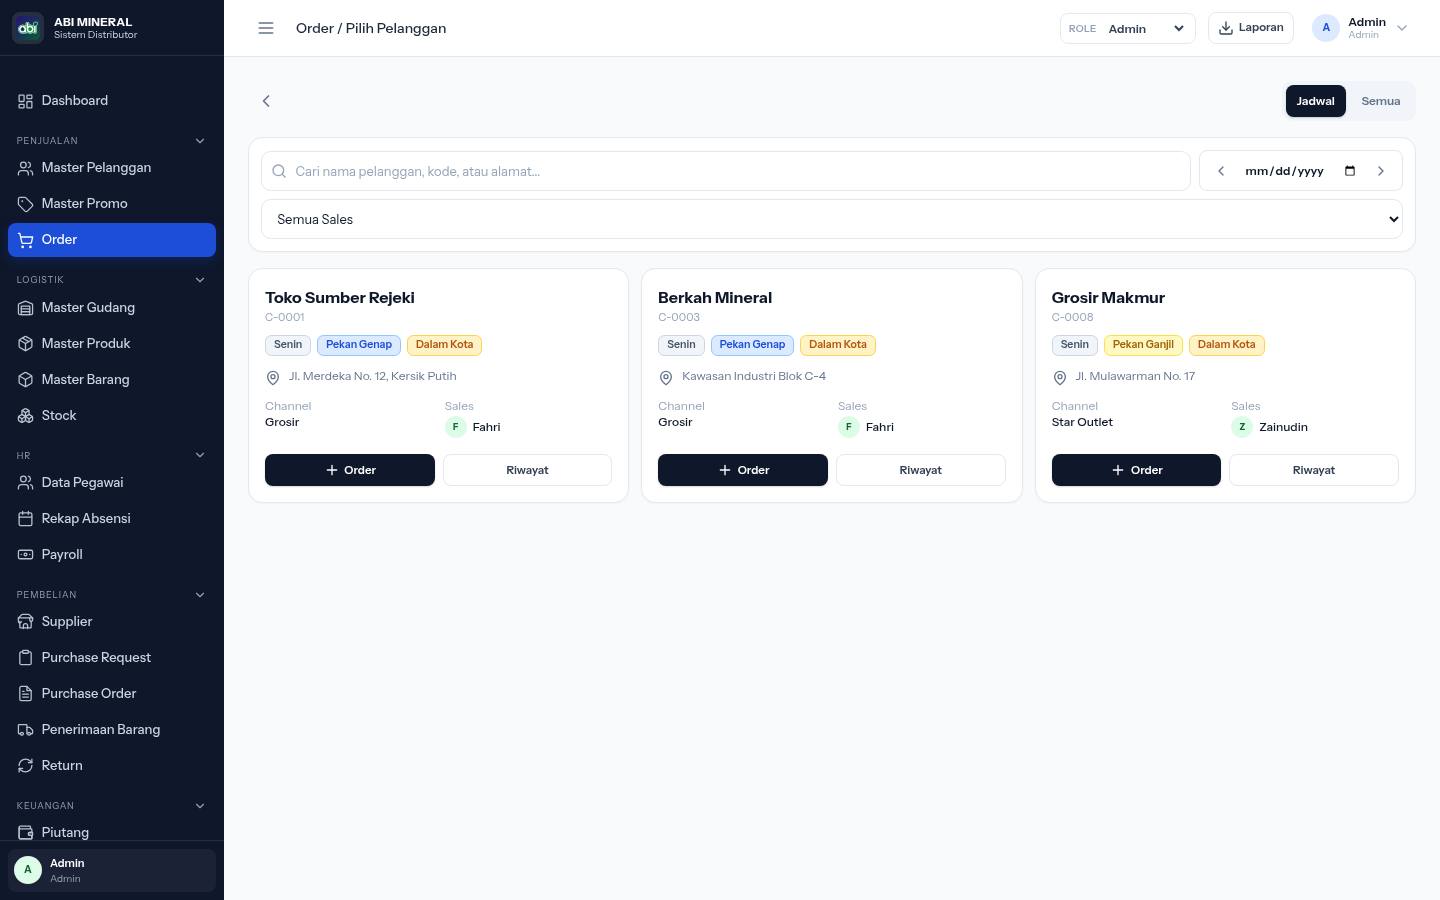 abi
ABI MINERAL
Sistem Distributor
Dashboard
PENJUALAN
Master Pelanggan
Master Promo
Order
LOGISTIK
Master Gudang
Master Produk
Master Barang
Stock
HR
Data Pegawai
Rekap Absensi
Payroll
PEMBELIAN
Supplier
Purchase Request
Purchase Order
Penerimaan Barang
Return
KEUANGAN
Piutang
A
Admin
Admin
Order / Pilih Pelanggan
ROLE Admin
Laporan
A
Admin
Admin
Jadwal Semua
Cari nama pelanggan, kode, atau alamat...
mm/dd/yyyy
Semua Sales
Toko Sumber Rejeki
C-0001
Senin Pekan Genap Dalam Kota
Jl. Merdeka No. 12, Kersik Putih
Channel Sales
Grosir F Fahri
Order Riwayat
Berkah Mineral
C-0003
Senin Pekan Genap Dalam Kota
Kawasan Industri Blok C-4
Channel Sales
Grosir F Fahri
Order Riwayat
Grosir Makmur
C-0008
Senin Pekan Ganjil Dalam Kota
Jl. Mulawarman No. 17
Channel Sales
Star Outlet Z Zainudin
Order Riwayat